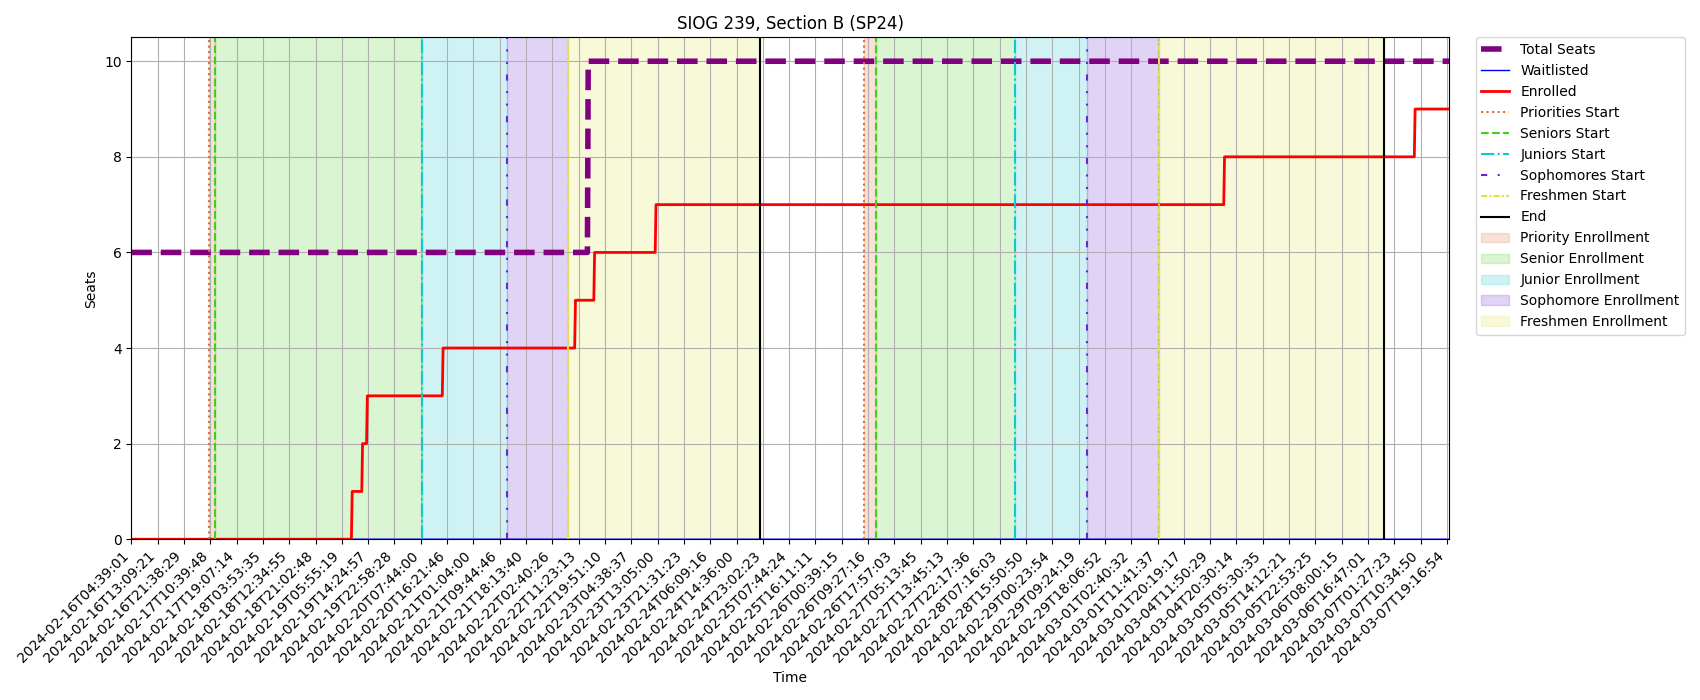 SIOG 239, Section B (SP24)
Seats
10
8
6
4
2
0
2024-02-16T04:39:01
2024-02-16T13:09:21
2024-02-16T21:38:29
2024-02-17T10:39:48
2024-02-17T19:07:14
2024-02-18T03:53:35
2024-02-18T12:34:55
2024-02-18T21:02:48
2024-02-19T05:55:19
2024-02-19T14:24:57
2024-02-19T22:58:28
2024-02-20T07:44:00
2024-02-20T16:21:46
2024-02-21T01:04:00
2024-02-21T09:44:46
2024-02-21T18:13:40
2024-02-22T02:40:26
2024-02-22T11:23:13
2024-02-22T19:51:10
2024-02-23T04:38:37
2024-02-23T13:05:00
2024-02-23T21:31:23
2024-02-24T06:09:16
2024-02-24T14:36:00
2024-02-24T23:02:23
2024-02-25T07:44:24
2024-02-25T16:11:11
2024-02-26T00:39:15
2024-02-26T09:27:16
2024-02-26T17:57:03
2024-02-27T05:13:45
2024-02-27T13:45:13
2024-02-27T22:17:36
2024-02-28T07:16:03
2024-02-28T15:50:50
2024-02-29T00:23:54
2024-02-29T09:24:19
2024-02-29T18:06:52
2024-03-01T02:40:32
2024-03-01T11:41:37
2024-03-01T20:19:17
2024-03-04T11:50:29
2024-03-04T20:30:14
2024-03-05T05:30:35
2024-03-05T14:12:21
2024-03-05T22:53:25
2024-03-06T08:00:15
2024-03-06T16:47:01
2024-03-07T01:27:23
2024-03-07T10:34:50
2024-03-07T19:16:54
Time
Total Seats
Waitlisted
Enrolled
Priorities Start
Seniors Start
Juniors Start
Sophomores Start
Freshmen Start
End
Priority Enrollment
Senior Enrollment
Junior Enrollment
Sophomore Enrollment
Freshmen Enrollment